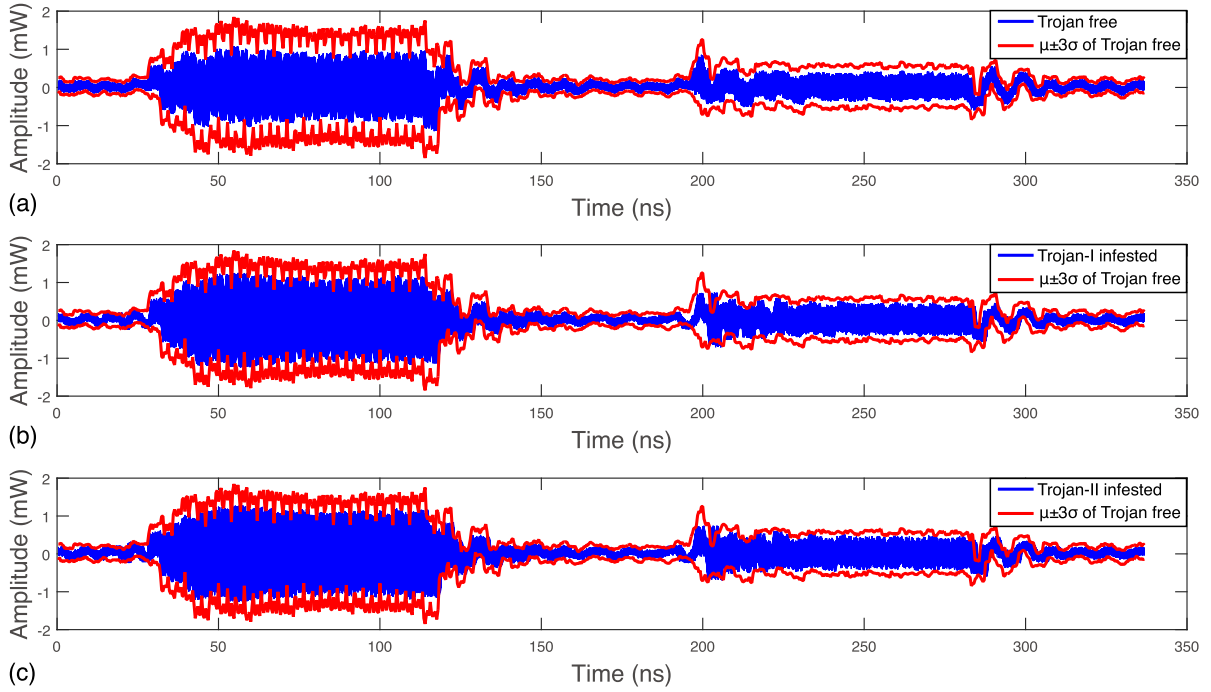 2
1
0
-1
-2
Amplitude (mW)
Trojan free
μ±3σ of Trojan free
0 50 100 150 200 250 300 350
Time (ns)
(a)
2
1
0
-1
-2
Amplitude (mW)
Trojan-I infested
μ±3σ of Trojan free
0 50 100 150 200 250 300 350
Time (ns)
(b)
2
1
0
-1
-2
Amplitude (mW)
Trojan-II infested
μ±3σ of Trojan free
0 50 100 150 200 250 300 350
Time (ns)
(c)